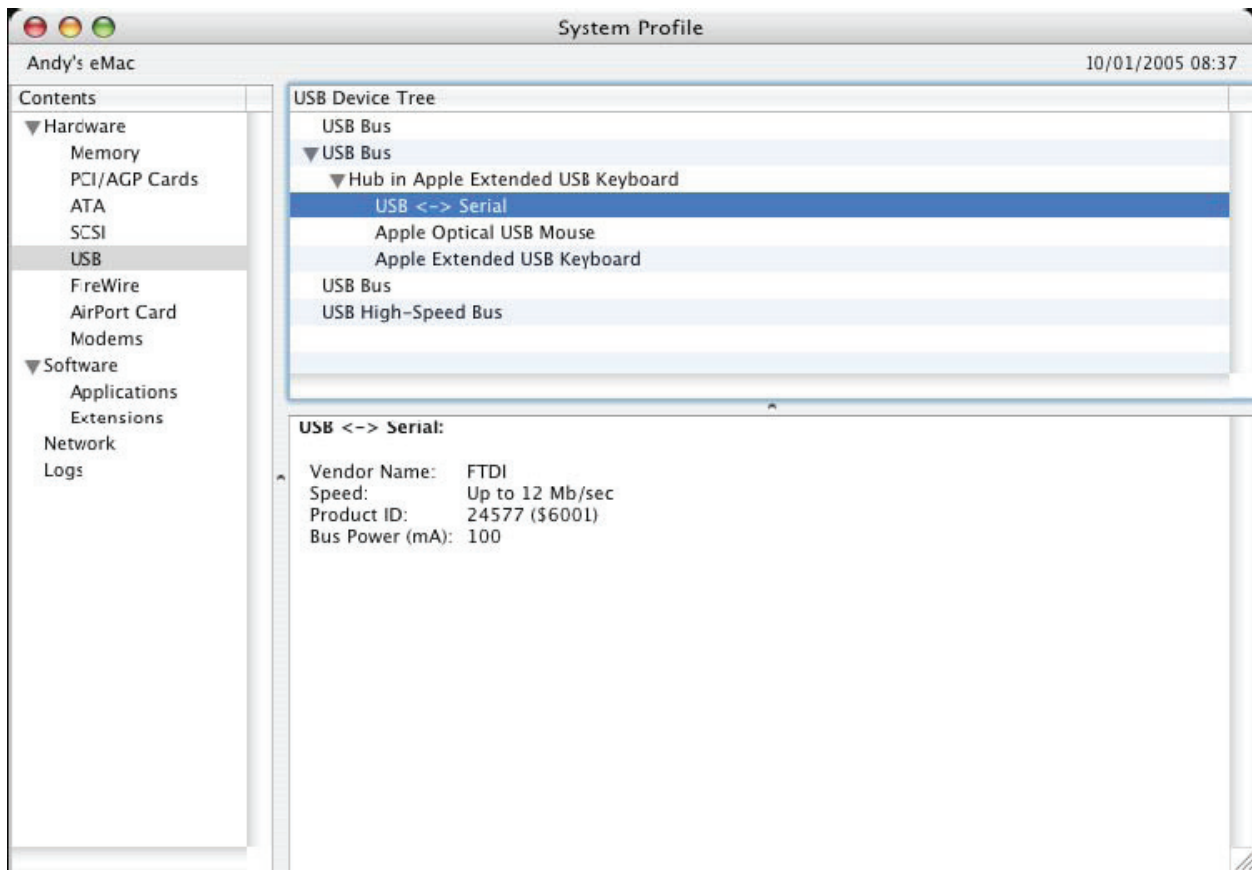 System Profile
Andy's eMac
10/01/2005 08:37
Contents
Hardware
Memory
PCI/AGP Cards
ATA
SCSI
USB
FireWire
AirPort Card
Modems
Software
Applications
Extensions
Network
Logs
USB Device Tree
USB Bus
USB Bus
Hub in Apple Extended USB Keyboard
USB <-> Serial
Apple Optical USB Mouse
Apple Extended USB Keyboard
USB Bus
USB High-Speed Bus
USB <-> Serial:
Vendor Name: FTDI
Speed: Up to 12 Mb/sec
Product ID: 24577 ($6001)
Bus Power (mA): 100